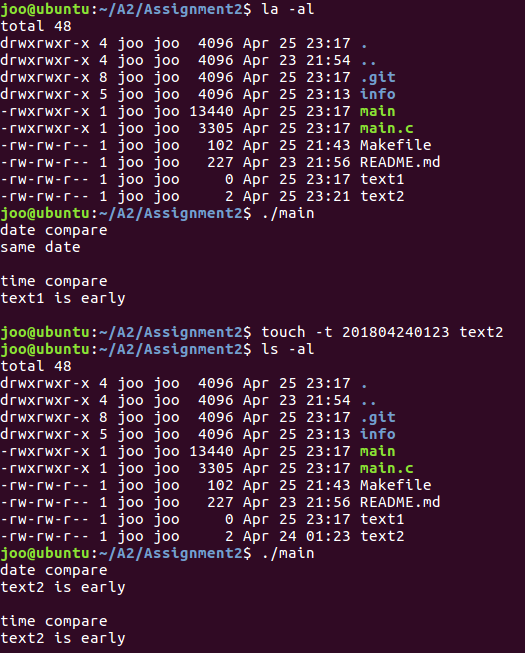 joo@ubuntu:~/A2/Assignment2$ la -al
total 48
drwxrwxr-x 4 joo joo  4096 Apr 25 23:17 .
drwxrwxr-x 4 joo joo  4096 Apr 23 21:54 ..
drwxrwxr-x 8 joo joo  4096 Apr 25 23:17 .git
drwxrwxr-x 5 joo joo  4096 Apr 25 23:13 info
-rwxrwxr-x 1 joo joo 13440 Apr 25 23:17 main
-rwxrwxr-x 1 joo joo  3305 Apr 25 23:17 main.c
-rw-rw-r-- 1 joo joo   102 Apr 25 21:43 Makefile
-rw-rw-r-- 1 joo joo   227 Apr 23 21:56 README.md
-rw-rw-r-- 1 joo joo     0 Apr 25 23:17 text1
-rw-rw-r-- 1 joo joo     2 Apr 25 23:21 text2
joo@ubuntu:~/A2/Assignment2$ ./main
date compare
same date
time compare
text1 is early
joo@ubuntu:~/A2/Assignment2$ touch -t 201804240123 text2
joo@ubuntu:~/A2/Assignment2$ ls -al
total 48
drwxrwxr-x 4 joo joo  4096 Apr 25 23:17 .
drwxrwxr-x 4 joo joo  4096 Apr 23 21:54 ..
drwxrwxr-x 8 joo joo  4096 Apr 25 23:17 .git
drwxrwxr-x 5 joo joo  4096 Apr 25 23:13 info
-rwxrwxr-x 1 joo joo 13440 Apr 25 23:17 main
-rwxrwxr-x 1 joo joo  3305 Apr 25 23:17 main.c
-rw-rw-r-- 1 joo joo   102 Apr 25 21:43 Makefile
-rw-rw-r-- 1 joo joo   227 Apr 23 21:56 README.md
-rw-rw-r-- 1 joo joo     0 Apr 25 23:17 text1
-rw-rw-r-- 1 joo joo     2 Apr 24 01:23 text2
joo@ubuntu:~/A2/Assignment2$ ./main
date compare
text2 is early
time compare
text2 is early